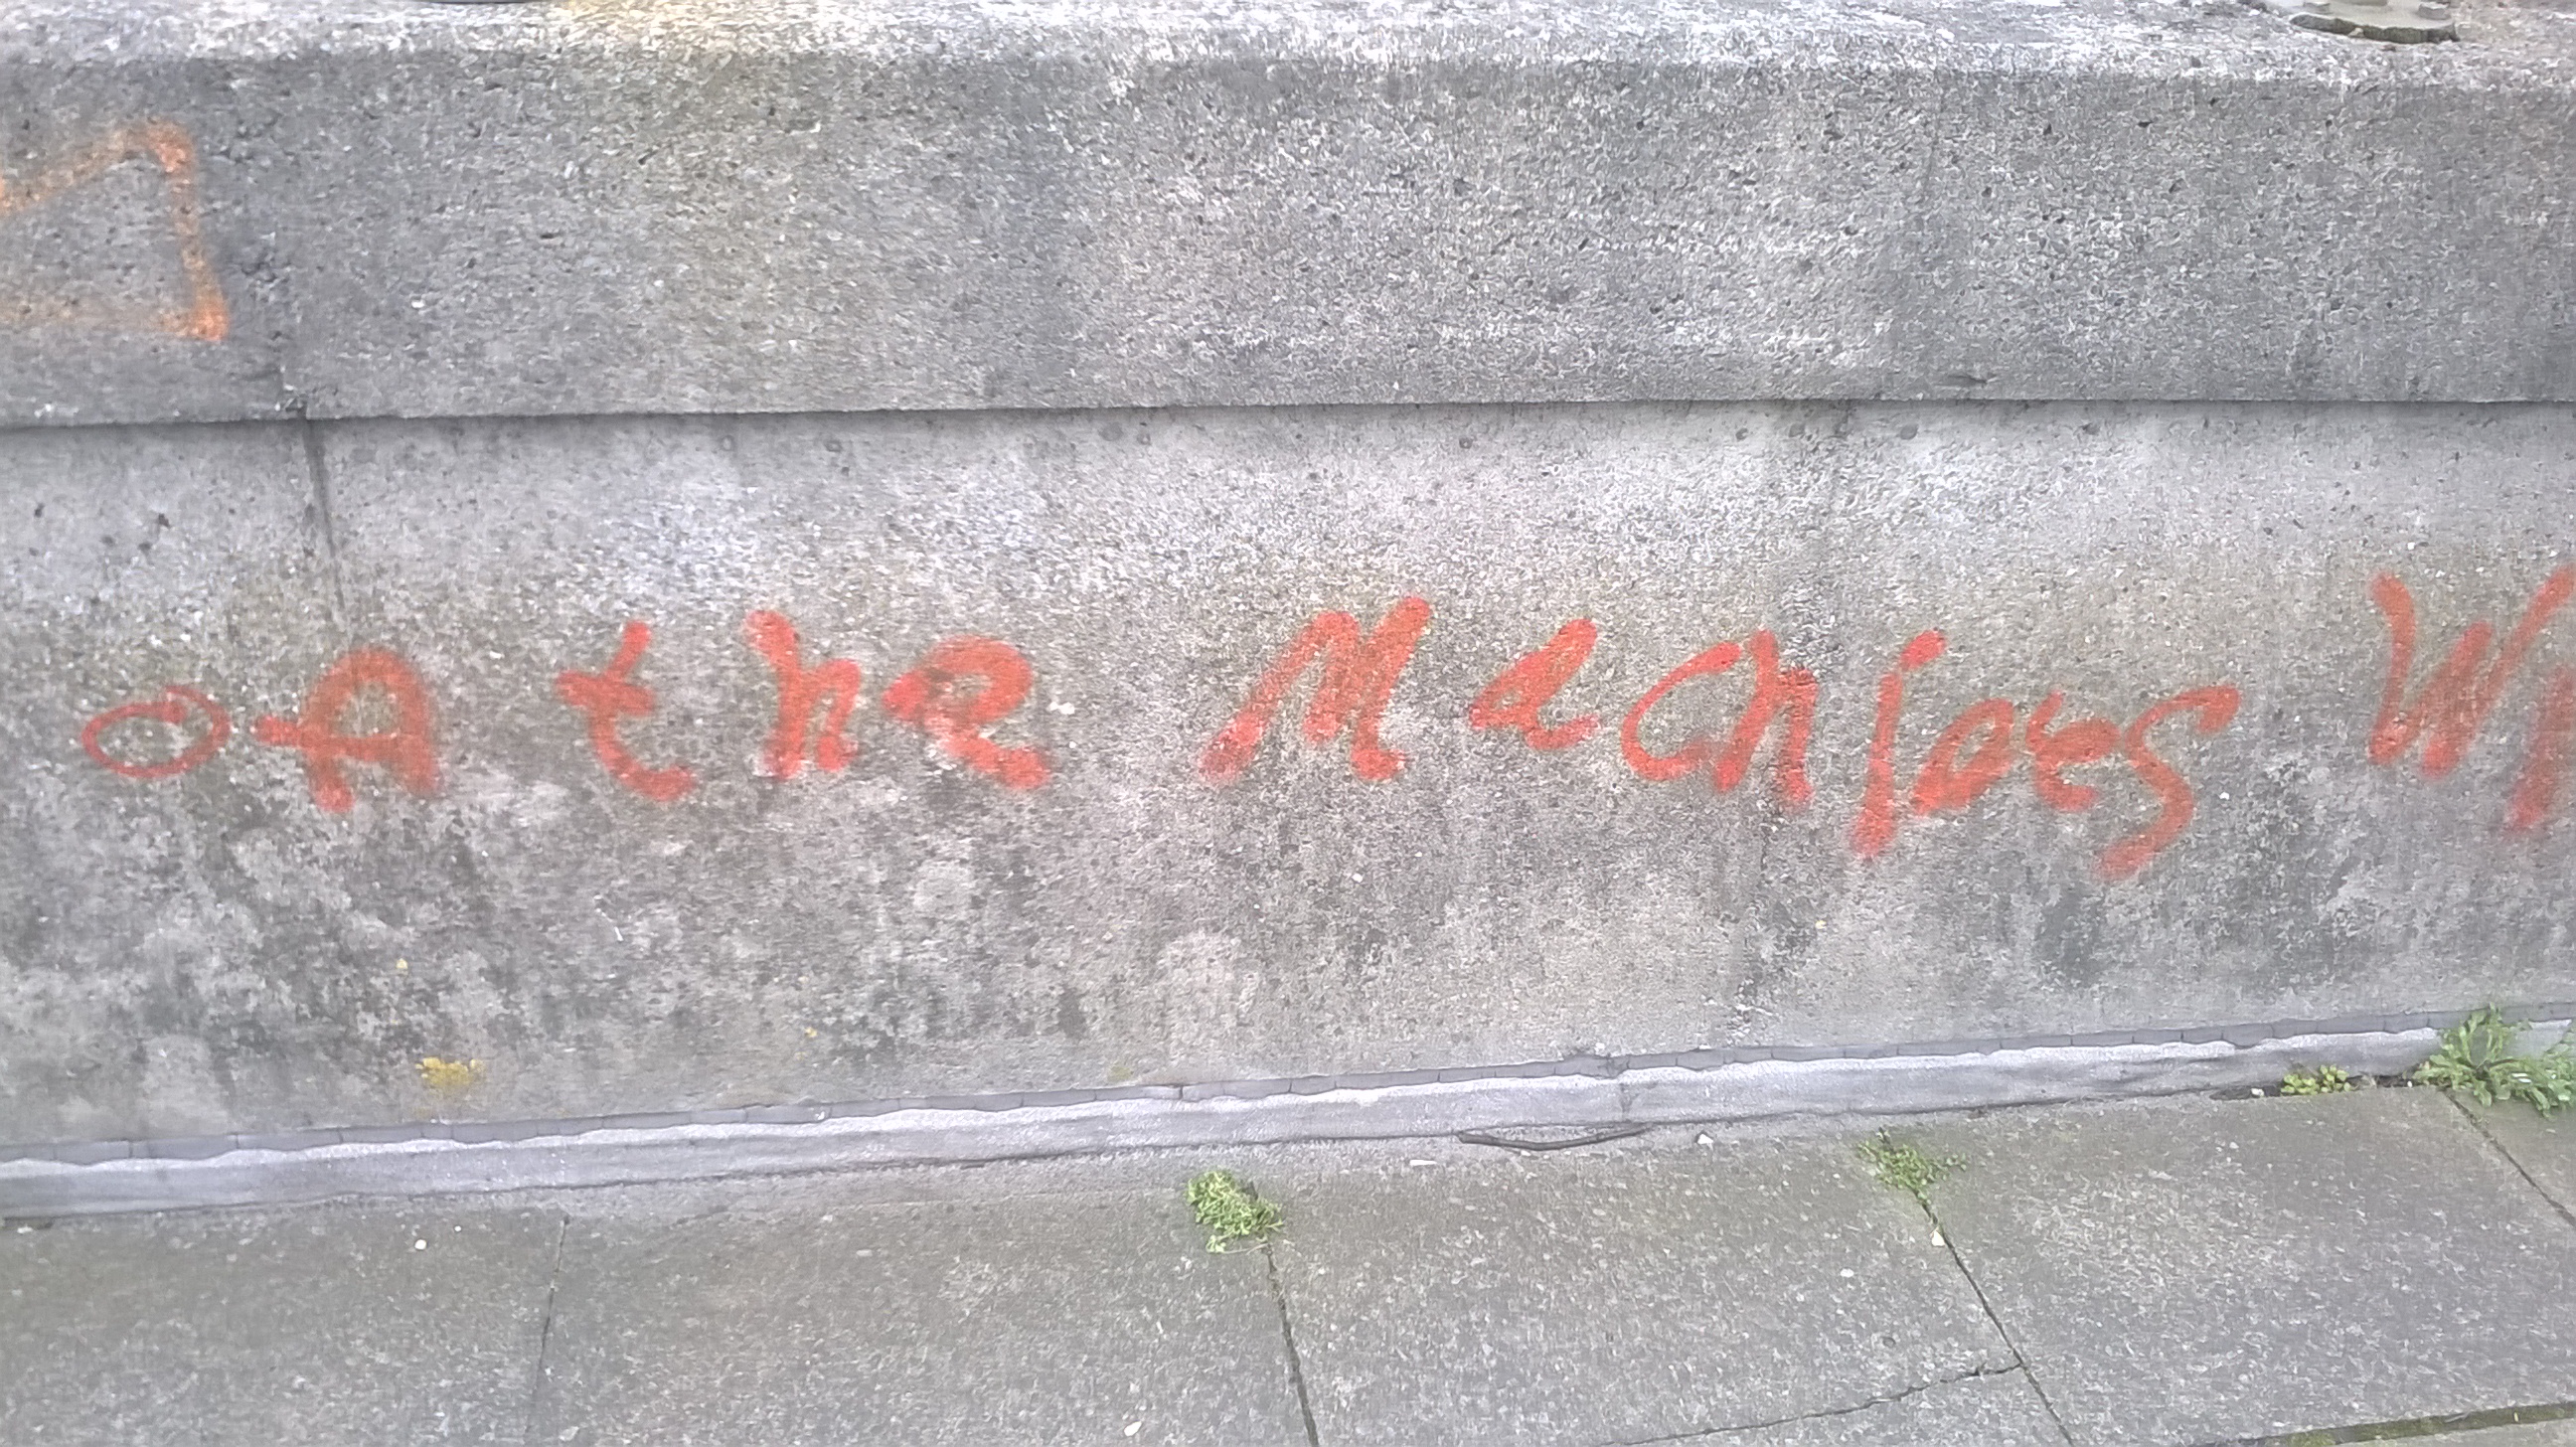 A the Machines